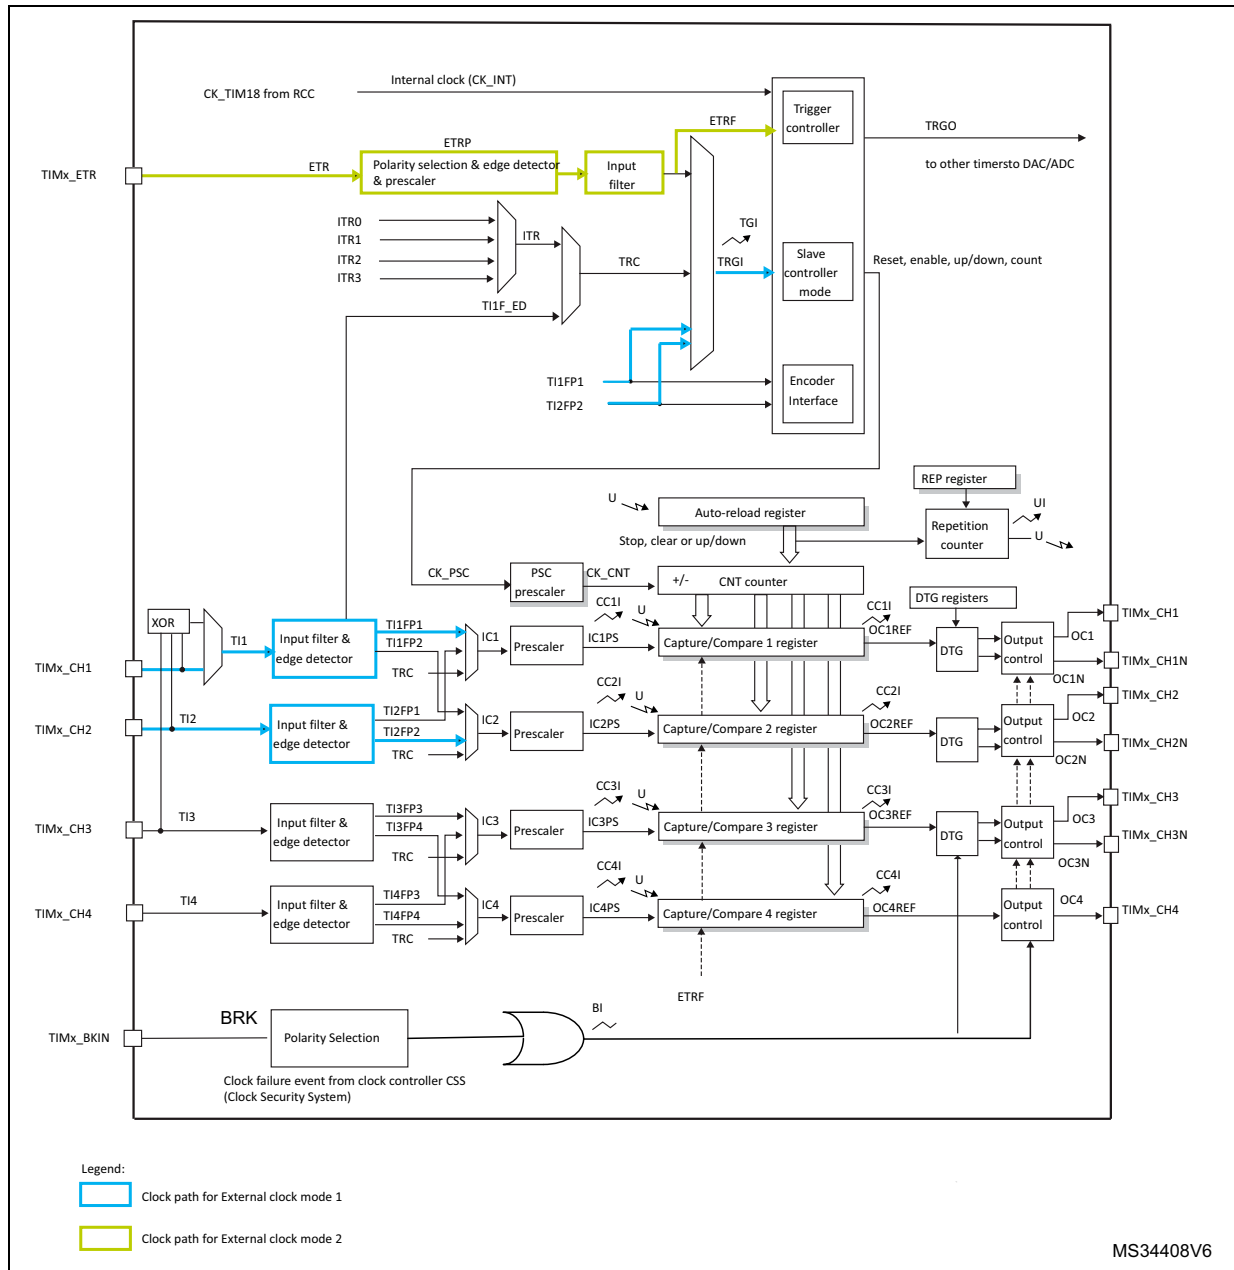 Internal clock (CK_INT)
CK_TIM18 from RCC
Trigger
controller
ETRF
TRGO
ETRP
ETR
Polarity selection & edge detector
& prescaler
Input
filter
to other timersto DAC/ADC
TIMx_ETR
ITR0
ITR1
ITR2
ITR3
ITR
TGI
TRC
TRGI
Slave
controller
mode
Reset, enable, up/down, count
TI1F_ED
TI1FP1
TI2FP2
Encoder
Interface
REP register
U
Auto-reload register
UI
Repetition
counter
U
Stop, clear or up/down
CK_PSC
PSC
prescaler
CK_CNT
+/-
CNT counter
DTG registers
CC1I
U
CC1I
TIMx_CH1
XOR
TI1
Input filter &
edge detector
TI1FP1
TI1FP2
TRC
IC1
Prescaler
IC1PS
Capture/Compare 1 register
OC1REF
DTG
Output
control
OC1
TIMx_CH1
TIMx_CH1N
OC1N
CC2I
U
CC2I
TIMx_CH2
TIMx_CH2
TI2
Input filter &
edge detector
TI2FP1
TI2FP2
TRC
IC2
Prescaler
IC2PS
Capture/Compare 2 register
OC2REF
DTG
Output
control
OC2
TIMx_CH2N
OC2N
CC3I
U
CC3I
TIMx_CH3
TIMx_CH3
TI3
Input filter &
edge detector
TI3FP3
TI3FP4
TRC
IC3
Prescaler
IC3PS
Capture/Compare 3 register
OC3REF
DTG
Output
control
OC3
TIMx_CH3N
OC3N
CC4I
U
CC4I
TIMx_CH4
TI4
Input filter &
edge detector
TI4FP3
TI4FP4
TRC
IC4
Prescaler
IC4PS
Capture/Compare 4 register
OC4REF
Output
control
OC4
TIMx_CH4
ETRF
TIMx_BKIN
BRK
Polarity Selection
BI
Clock failure event from clock controller CSS
(Clock Security System)
Legend:
Clock path for External clock mode 1
Clock path for External clock mode 2
MS34408V6